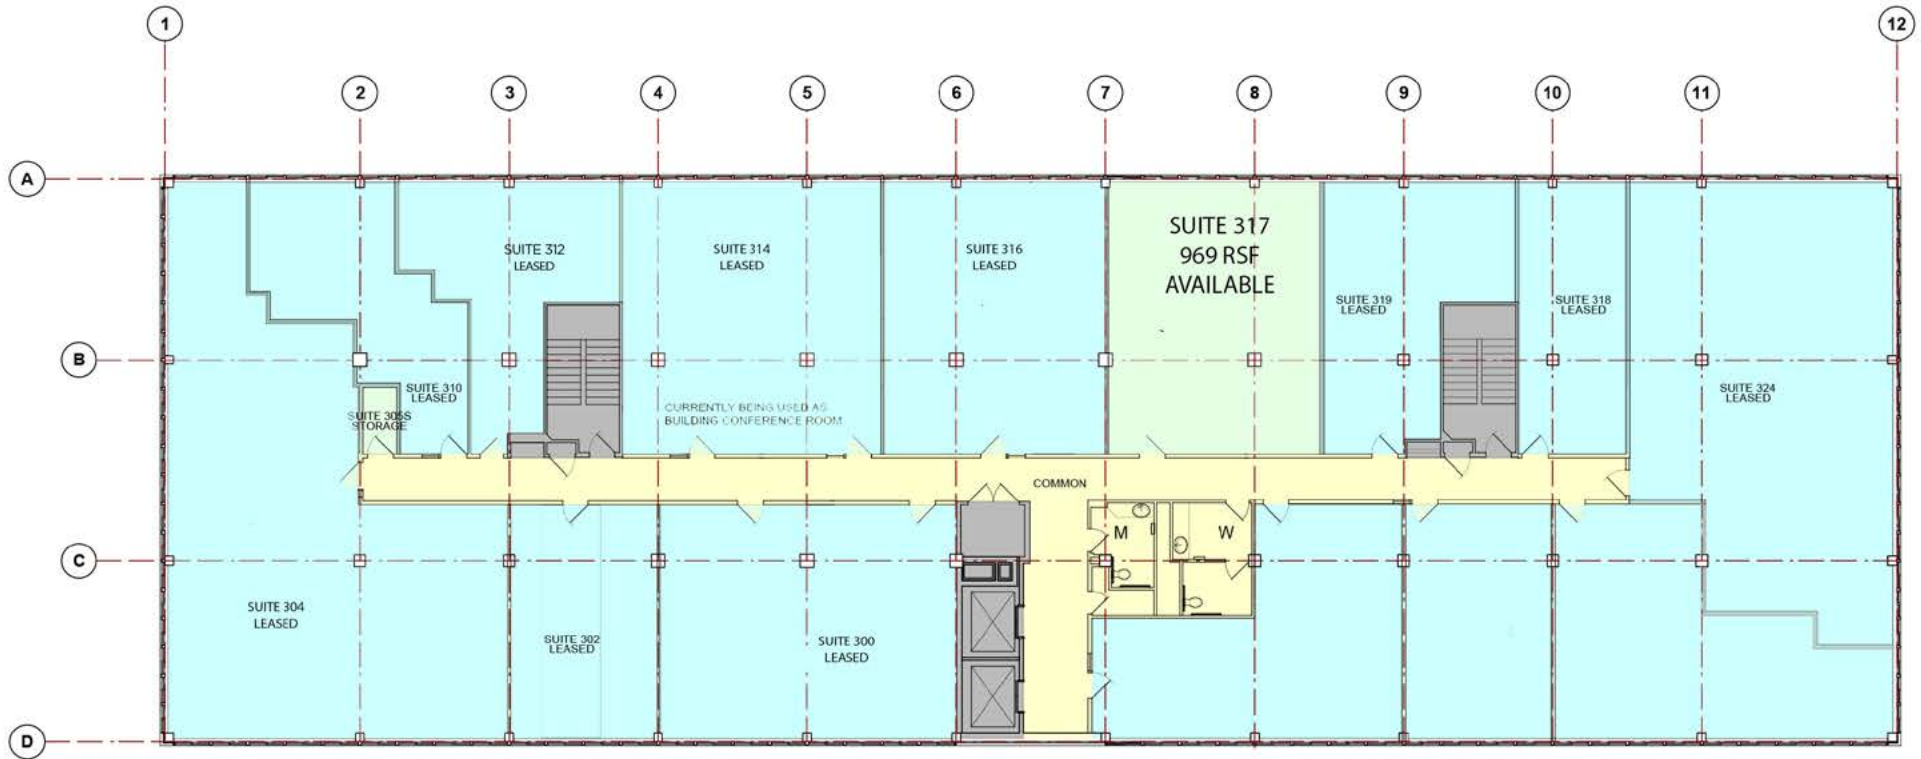 1
12
2
3
4
5
6
7
8
9
10
11
A
SUITE 317
969 RSF
AVAILABLE
SUITE 312
LEASED
SUITE 314
LEASED
SUITE 316
LEASED
SUITE 319
LEASED
SUITE 318
LEASED
B
SUITE 310
LEASED
SUITE 324
LEASED
SUITE 305S
STORAGE
CURRENTLY BEING USED AS
BUILDING CONFERENCE ROOM
COMMON
M
W
C
SUITE 304
LEASED
SUITE 302
LEASED
SUITE 300
LEASED
D